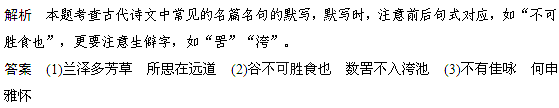 解析　本题考查古代诗文中常见的名篇名句的默写，默写时，注意前后句式对应，如“不可
胜食也”，更要注意生僻字，如“罟”“洿”。
答案　(1)兰泽多芳草　所思在远道　(2)谷不可胜食也　数罟不入洿池　(3)不有佳咏　何申
雅怀